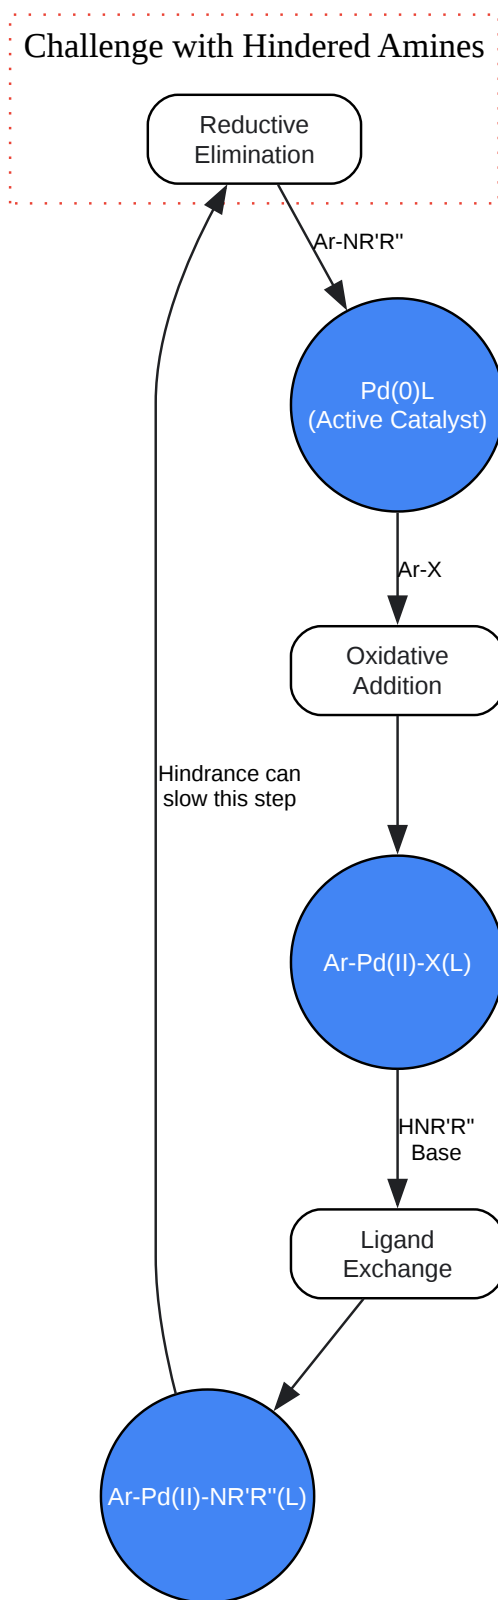 Challenge with Hindered Amines
Reductive
Elimination
Ar-NR'R"
Pd(0)L
(Active Catalyst)
Ar-X
Oxidative
Addition
Hindrance can
slow this step
Ar-Pd(II)-X(L)
HNR'R"
Base
Ligand
Exchange
Ar-Pd(II)-NR'R"(L)